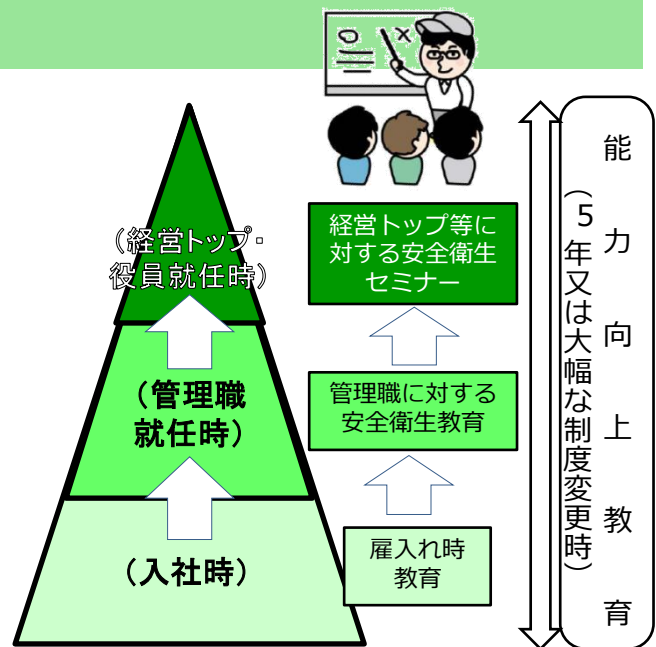 (経営トップ・
役員就任時)
経営トップ等に
対する安全衛生
セミナー
(管理職
就任時)
管理職に対する
安全衛生教育
(入社時)
雇入れ時
教育
能力向上教育
(5年又は大幅な制度変更時)